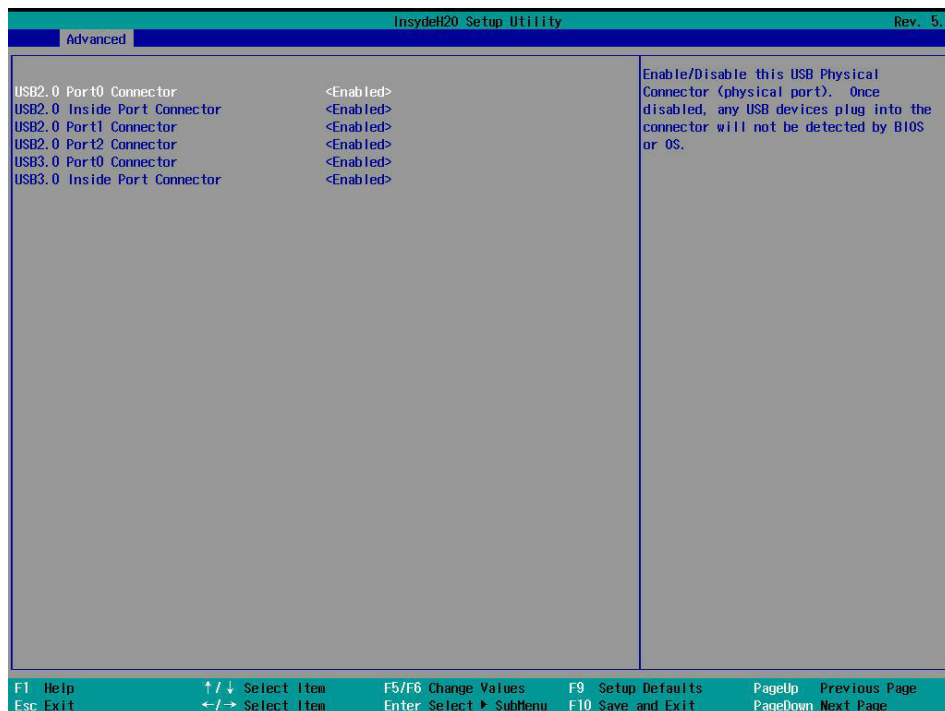 InsydeH20 Setup Utility Rev. 5.
Advanced
USB2.0 Port0 Connector <Enabled>
USB2.0 Inside Port Connector <Enabled>
USB2.0 Port1 Connector <Enabled>
USB2.0 Port2 Connector <Enabled>
USB3.0 Port0 Connector <Enabled>
USB3.0 Inside Port Connector <Enabled>
Enable/Disable this USB Physical
Connector (physical port). Once
disabled, any USB devices plug into the
connector will not be detected by BIOS
or OS.
F1 Help ↑/↓ Select Item F5/F6 Change Values F9 Setup Defaults PageUp Previous Page
Esc Exit ←/→ Select Item Enter Select ▶ SubMenu F10 Save and Exit PageDown Next Page